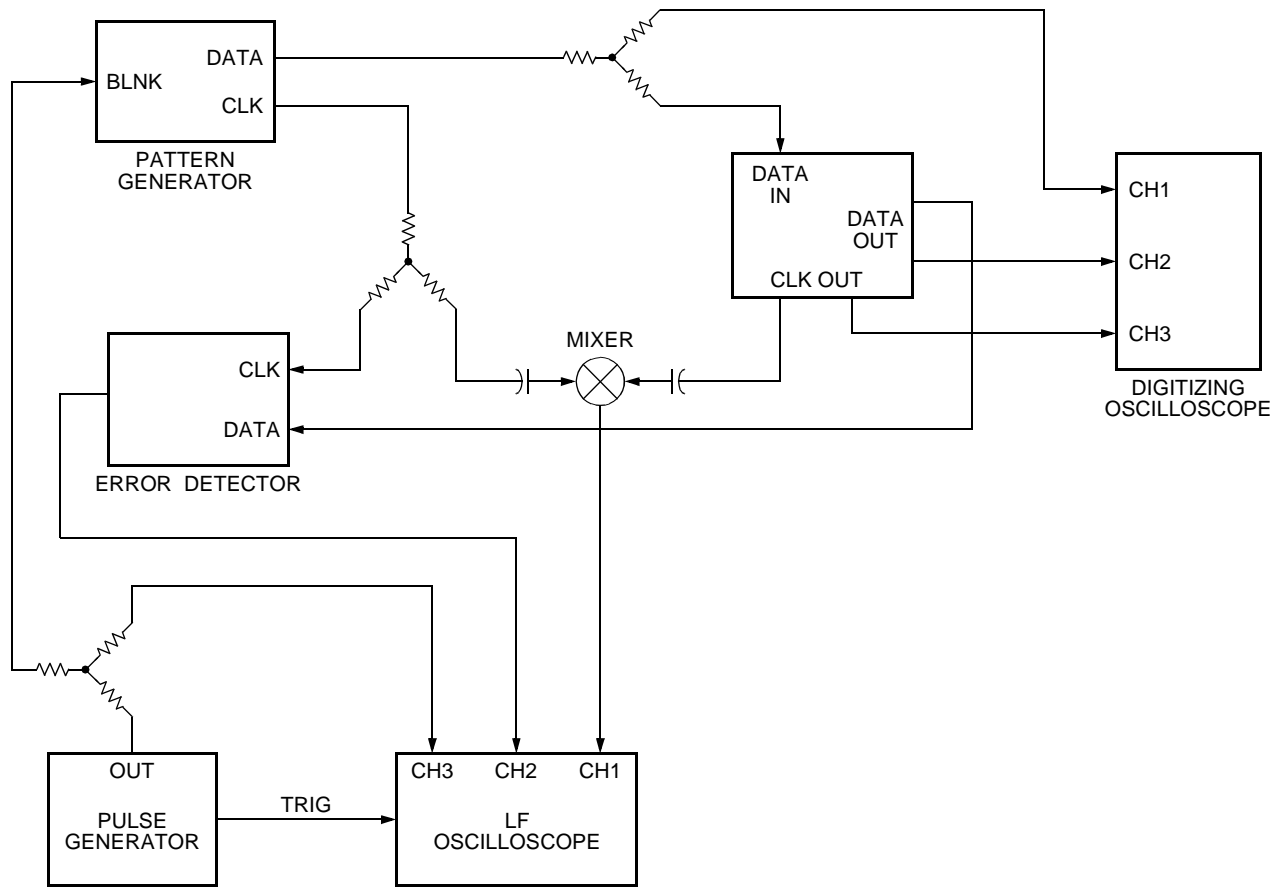 DATA
BLNK
CLK
PATTERN
GENERATOR
DATA
IN
DATA
OUT
CLK OUT
CH1
CH2
CH3
DIGITIZING
OSCILLOSCOPE
MIXER
CLK
DATA
ERROR DETECTOR
OUT
PULSE
GENERATOR
TRIG
CH3
CH2
CH1
LF
OSCILLOSCOPE